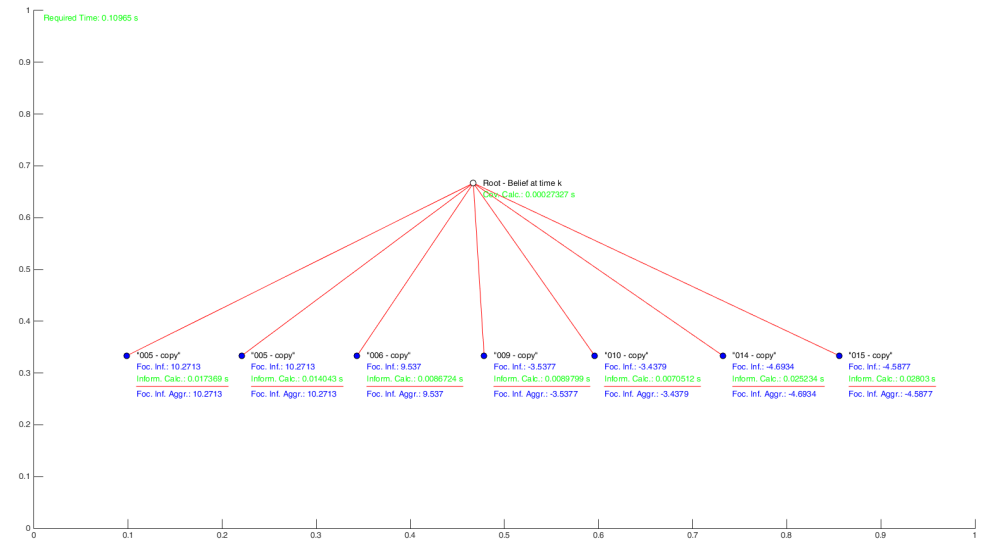 1
Required Time: 0.10965 s
0.9
0.8
0.7
Root - Belief at time k
Cov. Calc.: 0.00027327 s
0.6
0.5
0.4
"005 - copy" "005 - copy" "006 - copy" "009 - copy" "010 - copy" "014 - copy" "015 - copy"
Foc. Inf.: 10.2713 Foc. Inf.: 10.2713 Foc. Inf.: 9.537 Foc. Inf.: -3.5377 Foc. Inf.: -3.4379 Foc. Inf.: -4.6934 Foc. Inf.: -4.5877
0.3
Inform. Calc.: 0.017369 s Inform. Calc.: 0.014043 s Inform. Calc.: 0.0086724 s Inform. Calc.: 0.0089799 s Inform. Calc.: 0.0070512 s Inform. Calc.: 0.025234 s Inform. Calc.: 0.02803 s
Foc. Inf. Aggr.: 10.2713 Foc. Inf. Aggr.: 10.2713 Foc. Inf. Aggr.: 9.537 Foc. Inf. Aggr.: -3.5377 Foc. Inf. Aggr.: -3.4379 Foc. Inf. Aggr.: -4.6934 Foc. Inf. Aggr.: -4.5877
0.2
0.1
0
0 0.1 0.2 0.3 0.4 0.5 0.6 0.7 0.8 0.9 1